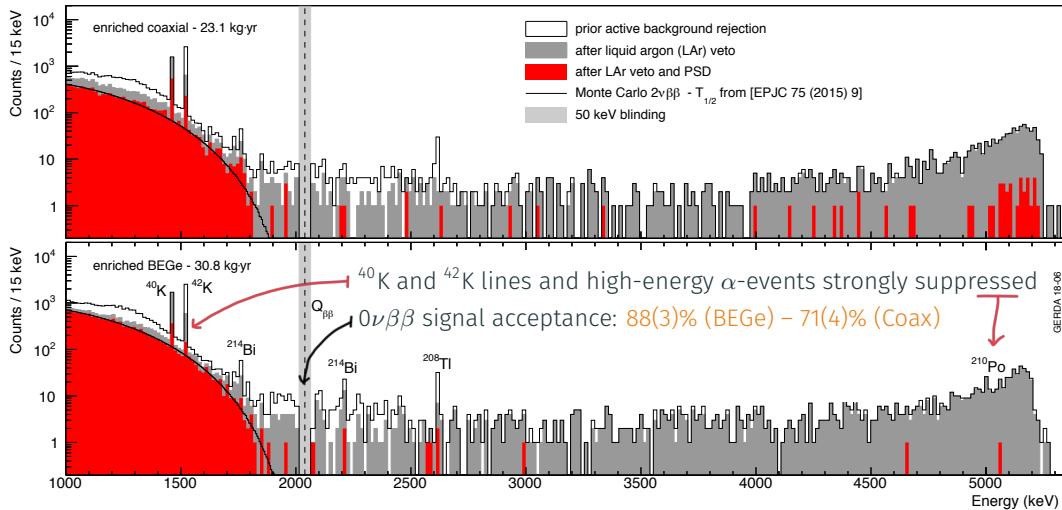 Counts / 15 keV
10⁴
10³
10²
10
1
enriched coaxial - 23.1 kg·yr
prior active background rejection
after liquid argon (LAr) veto
after LAr veto and PSD
Monte Carlo 2νββ - T₁/₂ from [EPJC 75 (2015) 9]
50 keV blinding
Counts / 15 keV
10⁴
10³
10²
10
1
enriched BEGe - 30.8 kg·yr
⁴⁰K
⁴²K
²¹⁴Bi
Qββ
²¹⁴Bi
²⁰⁸Tl
²¹⁰Po
⁴⁰K and ⁴²K lines and high-energy α-events strongly suppressed
0νββ signal acceptance: 88(3)% (BEGe) – 71(4)% (Coax)
GERDA 18-06
1000 1500 2000 2500 3000 3500 4000 4500 5000
Energy (keV)